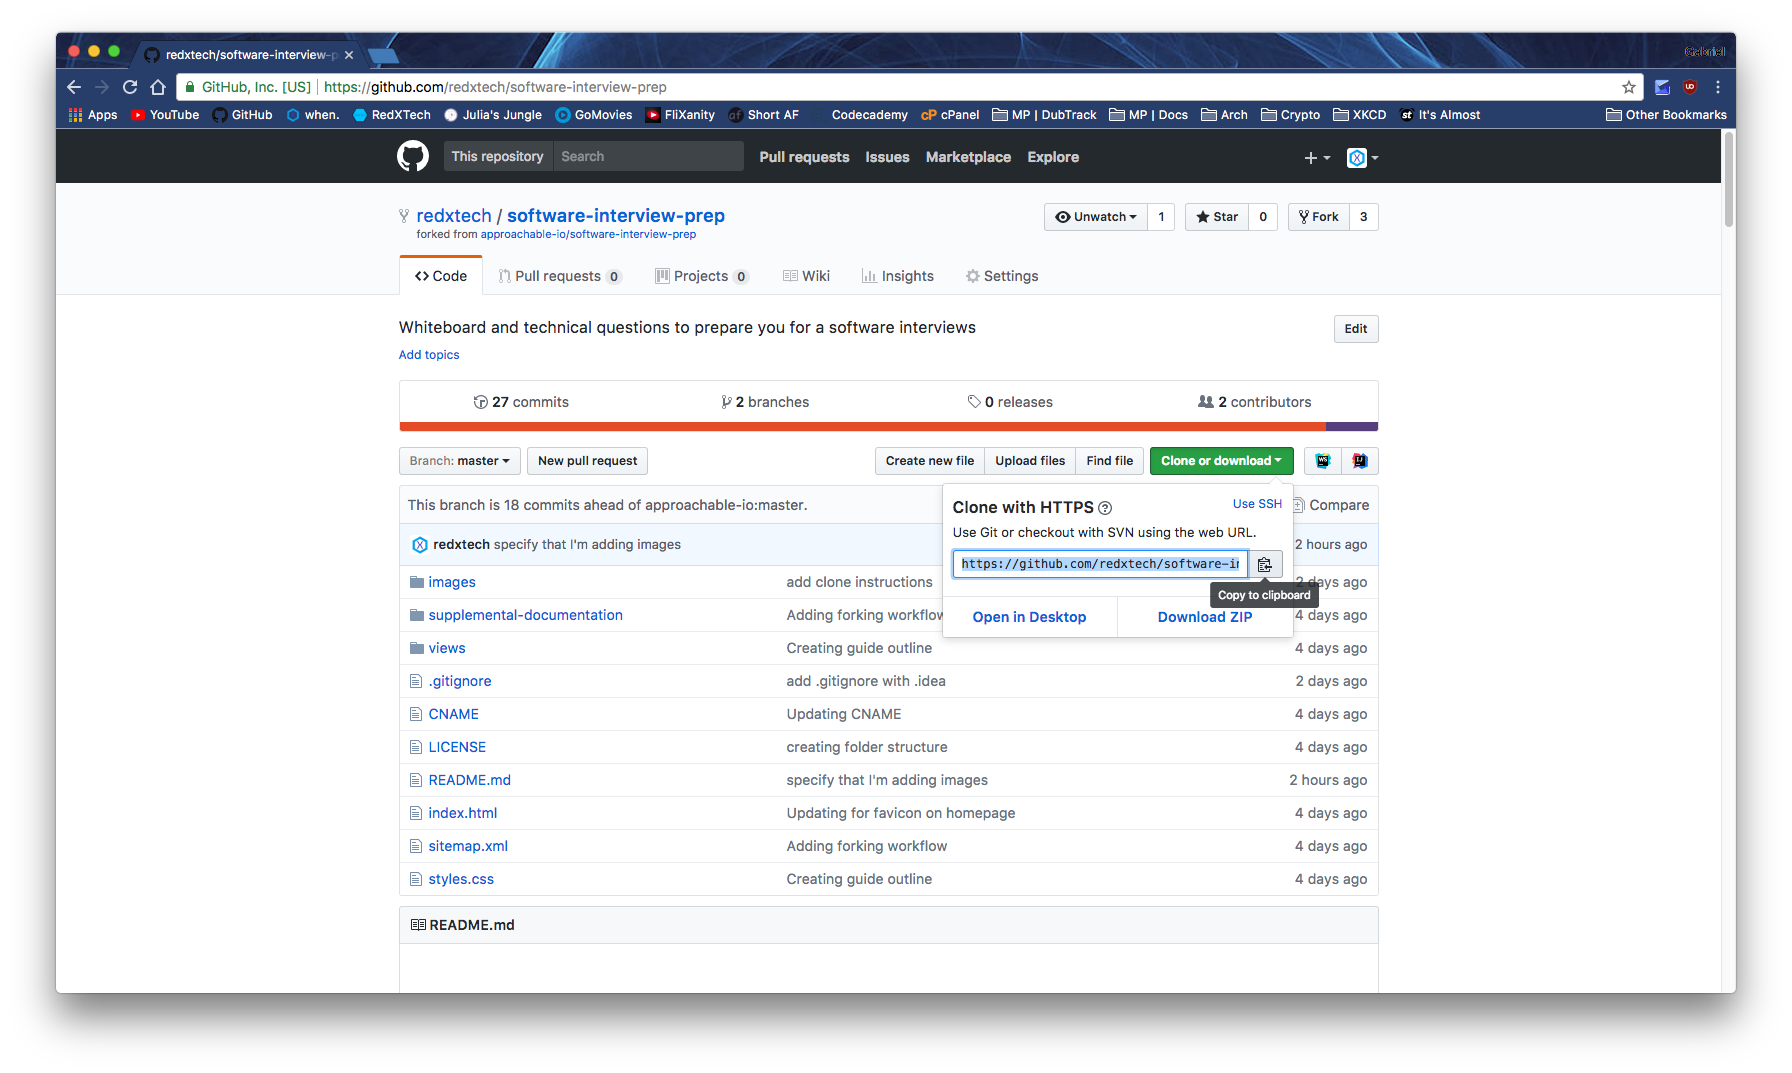 redxtech/software-interview-p
Gabriel
GitHub, Inc. [US] https://github.com/redxtech/software-interview-prep
Apps YouTube GitHub when. RedXTech Julia's Jungle GoMovies FliXanity af Short AF Codecademy cP cPanel MP | DubTrack MP | Docs Arch Crypto XKCD st It's Almost Other Bookmarks
This repository Search Pull requests Issues Marketplace Explore
redxtech / software-interview-prep
Unwatch 1 Star 0 Fork 3
forked from approachable-io/software-interview-prep
Code Pull requests 0 Projects 0 Wiki Insights Settings
Whiteboard and technical questions to prepare you for a software interviews
Edit
Add topics
27 commits 2 branches 0 releases 2 contributors
Branch: master New pull request Create new file Upload files Find file Clone or download WS IJ
This branch is 18 commits ahead of approachable-io:master.
Compare
Clone with HTTPS ?
Use SSH
Use Git or checkout with SVN using the web URL.
https://github.com/redxtech/software-in
Copy to clipboard
Open in Desktop Download ZIP
redxtech specify that I'm adding images 2 hours ago
images add clone instructions 2 days ago
supplemental-documentation Adding forking workflow 4 days ago
views Creating guide outline 4 days ago
.gitignore add .gitignore with .idea 2 days ago
CNAME Updating CNAME 4 days ago
LICENSE creating folder structure 4 days ago
README.md specify that I'm adding images 2 hours ago
index.html Updating for favicon on homepage 4 days ago
sitemap.xml Adding forking workflow 4 days ago
styles.css Creating guide outline 4 days ago
README.md